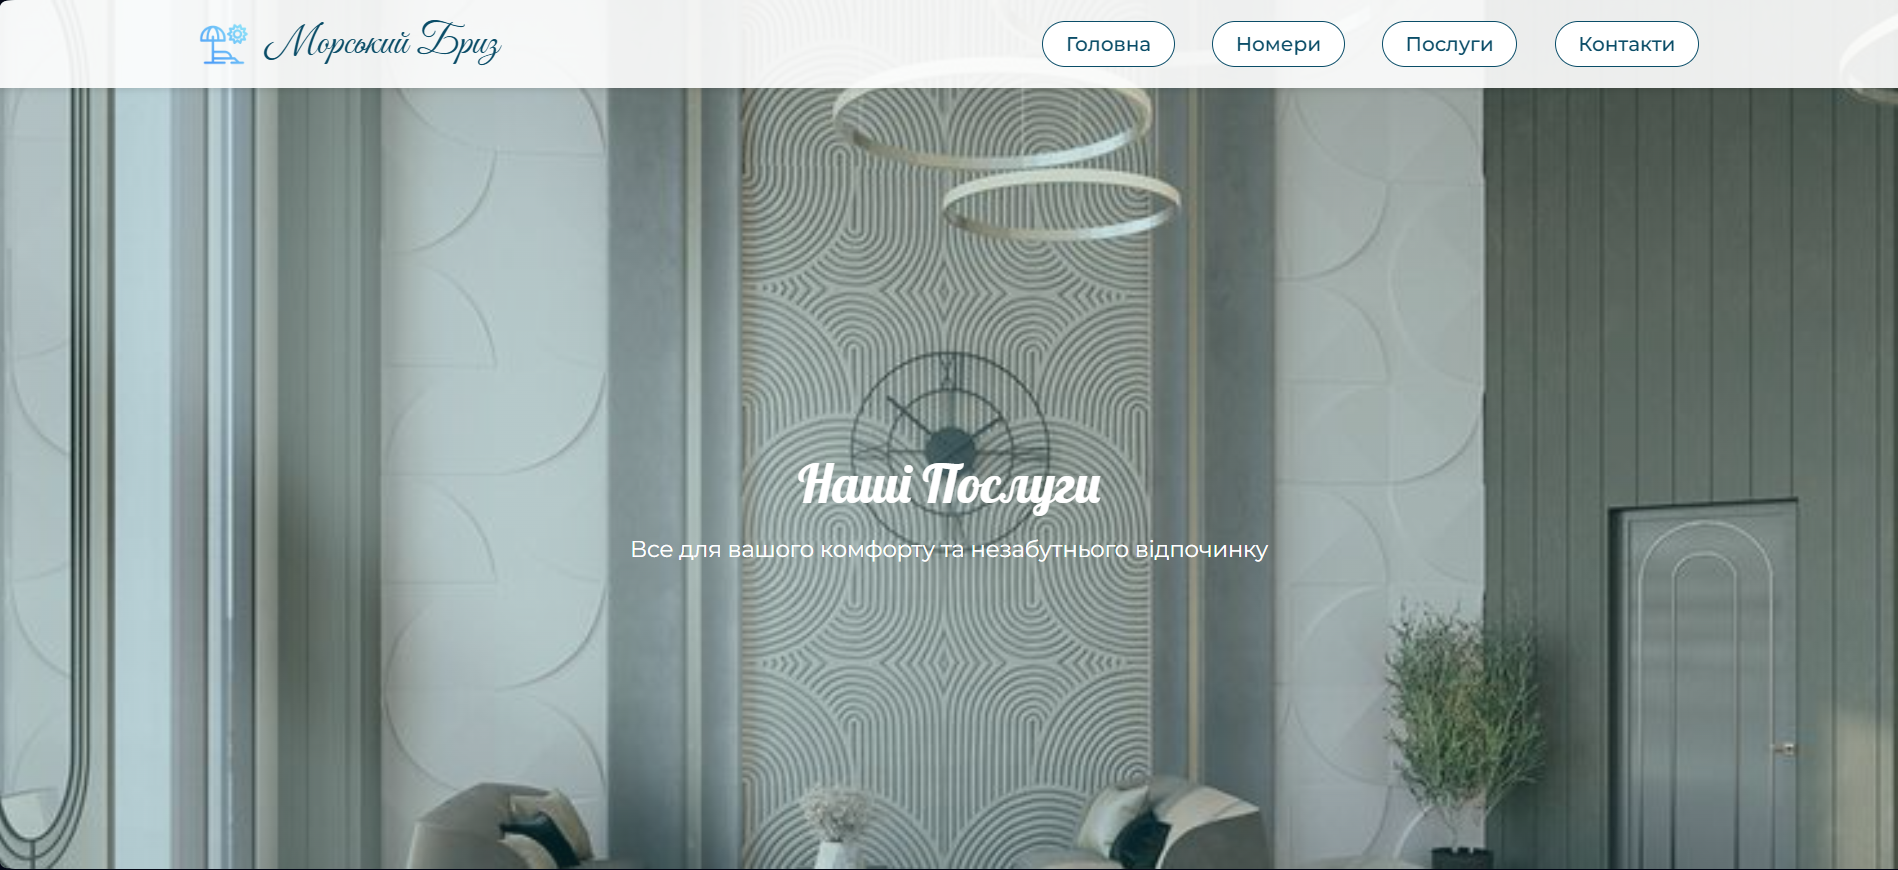 Морський Бриз
Головна
Номери
Послуги
Контакти
Наші Послуги
Все для вашого комфорту та незабутнього відпочинку